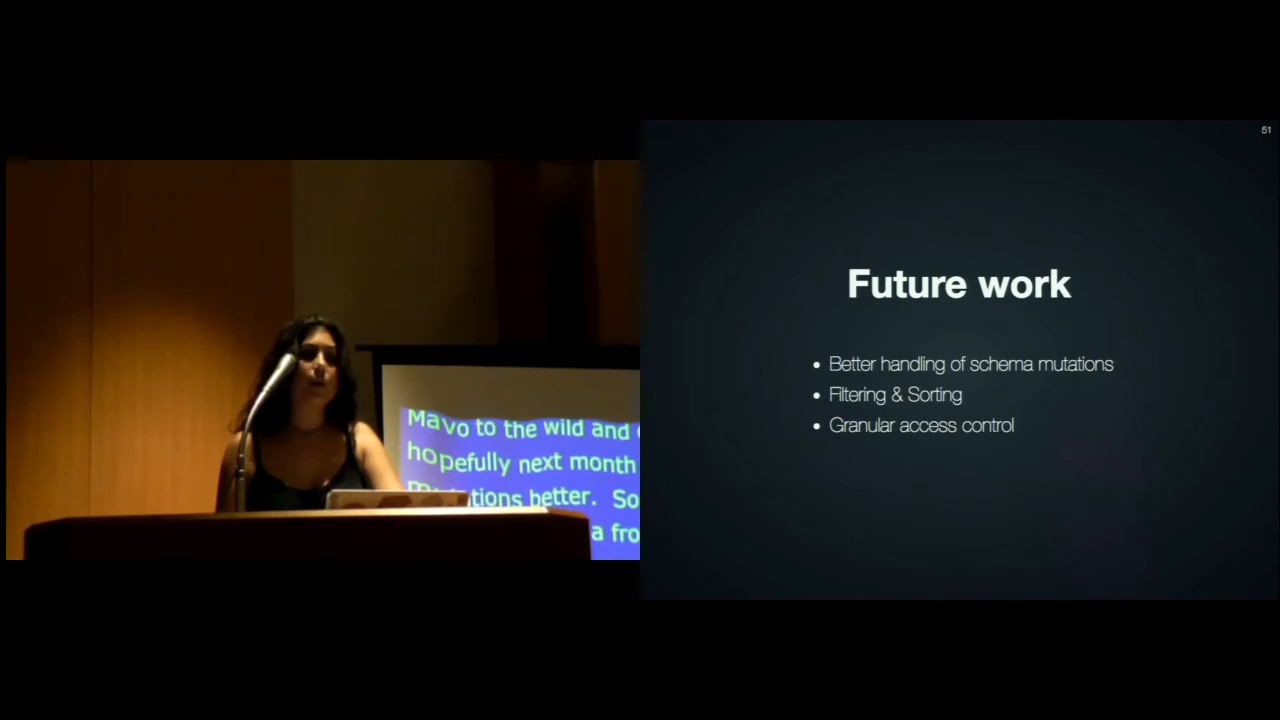 Mavo to the wild and
hopefully next month
mutations better. So
a fro
51
Future work
• Better handling of schema mutations
• Filtering & Sorting
• Granular access control